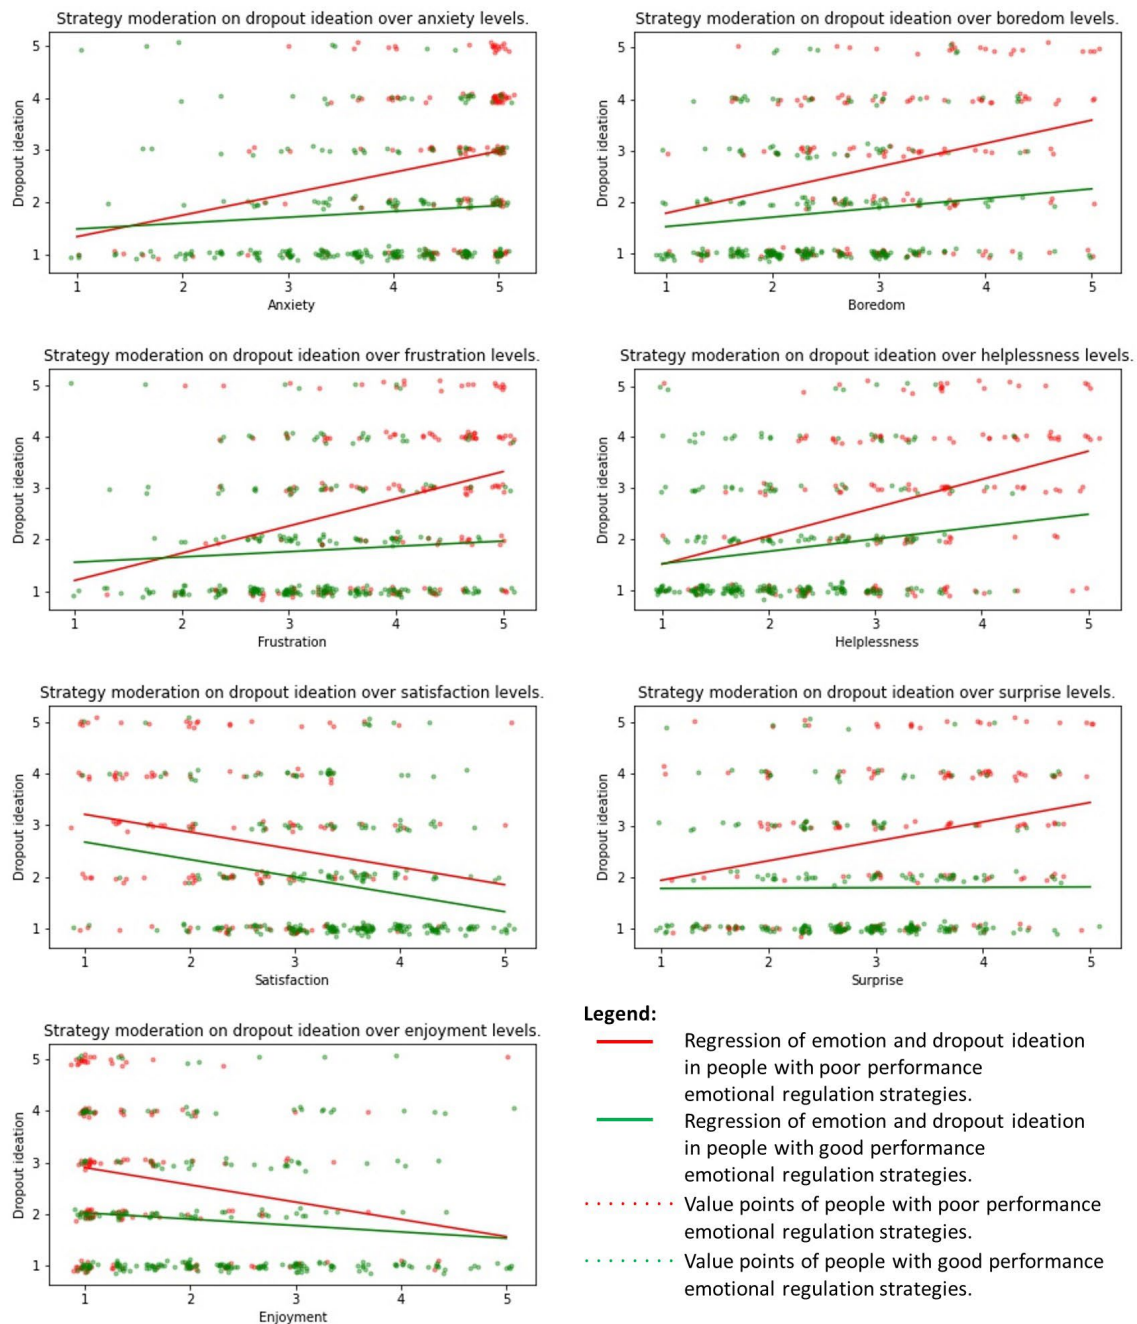 Strategy moderation on dropout ideation over anxiety levels.
5
4
3
2
1
Dropout ideation
1 2 3 4 5
Anxiety
Strategy moderation on dropout ideation over boredom levels.
5
4
3
2
1
Dropout ideation
1 2 3 4 5
Boredom
Strategy moderation on dropout ideation over frustration levels.
5
4
3
2
1
Dropout ideation
1 2 3 4 5
Frustration
Strategy moderation on dropout ideation over helplessness levels.
5
4
3
2
1
Dropout ideation
1 2 3 4 5
Helplessness
Strategy moderation on dropout ideation over satisfaction levels.
5
4
3
2
1
Dropout ideation
1 2 3 4 5
Satisfaction
Strategy moderation on dropout ideation over surprise levels.
5
4
3
2
1
Dropout ideation
1 2 3 4 5
Surprise
Strategy moderation on dropout ideation over enjoyment levels.
5
4
3
2
1
Dropout ideation
1 2 3 4 5
Enjoyment
Legend:
Regression of emotion and dropout ideation
in people with poor performance
emotional regulation strategies.
Regression of emotion and dropout ideation
in people with good performance
emotional regulation strategies.
Value points of people with poor performance
emotional regulation strategies.
Value points of people with good performance
emotional regulation strategies.